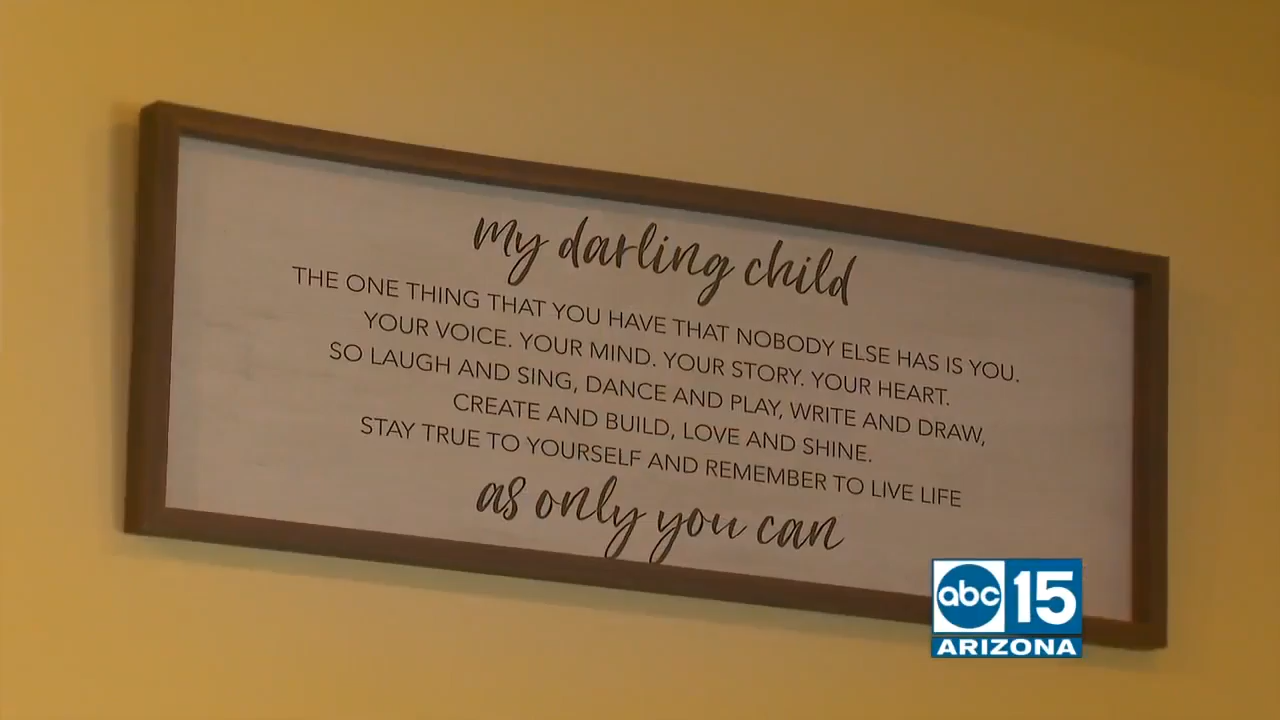 my darling child
THE ONE THING THAT YOU HAVE THAT NOBODY ELSE HAS IS YOU.
YOUR VOICE. YOUR MIND. YOUR STORY. YOUR HEART.
SO LAUGH AND SING, DANCE AND PLAY, WRITE AND DRAW,
CREATE AND BUILD, LOVE AND SHINE.
STAY TRUE TO YOURSELF AND REMEMBER TO LIVE LIFE
as only you can
abc 15
ARIZONA